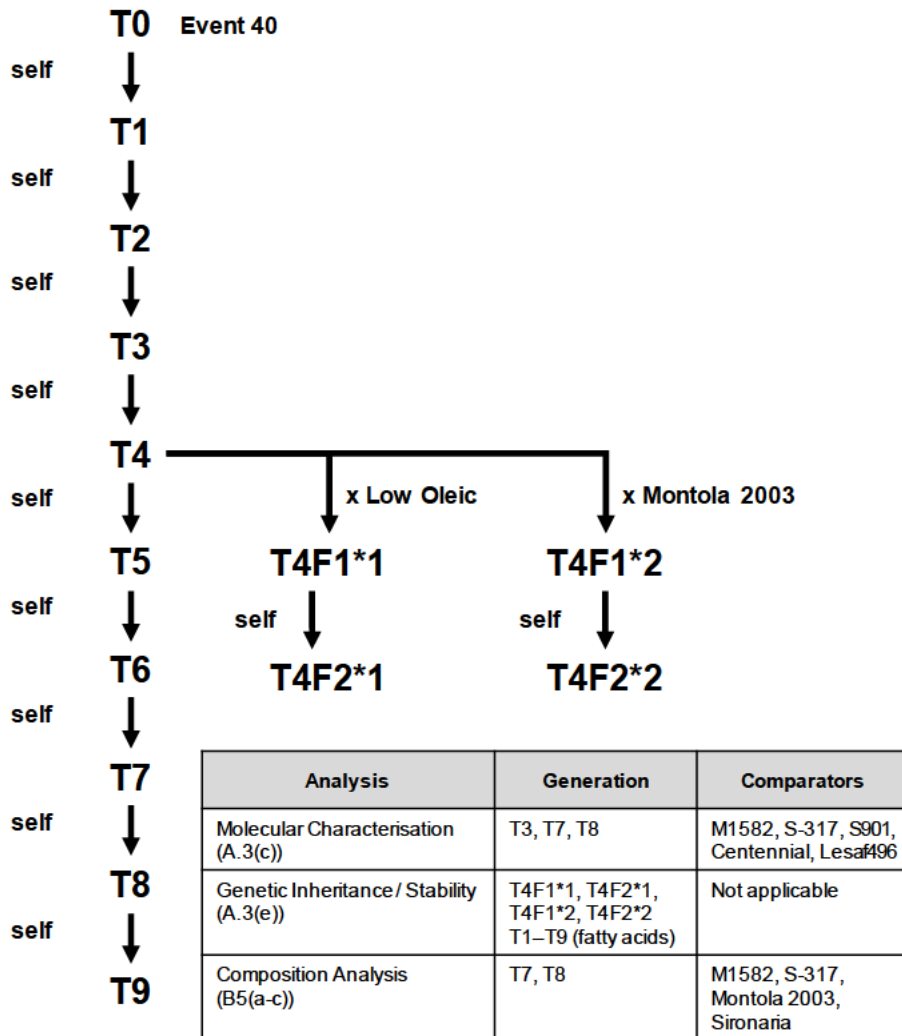 T0 Event 40
self
T1
self
T2
self
T3
self
T4
x Low Oleic x Montola 2003
self
T5 T4F1*1 T4F1*2
self self self
T6 T4F2*1 T4F2*2
self
T7
self
T8
self
T9
Analysis Generation Comparators
Molecular Characterisation T3, T7, T8 M1582, S-317, S901,
(A.3(c)) Centennial, Lesaf496
Genetic Inheritance / Stability T4F1*1, T4F2*1, Not applicable
(A.3(e)) T4F1*2, T4F2*2
T1–T9 (fatty acids)
Composition Analysis T7, T8 M1582, S-317,
(B5(a-c)) Montola 2003,
Sironaria